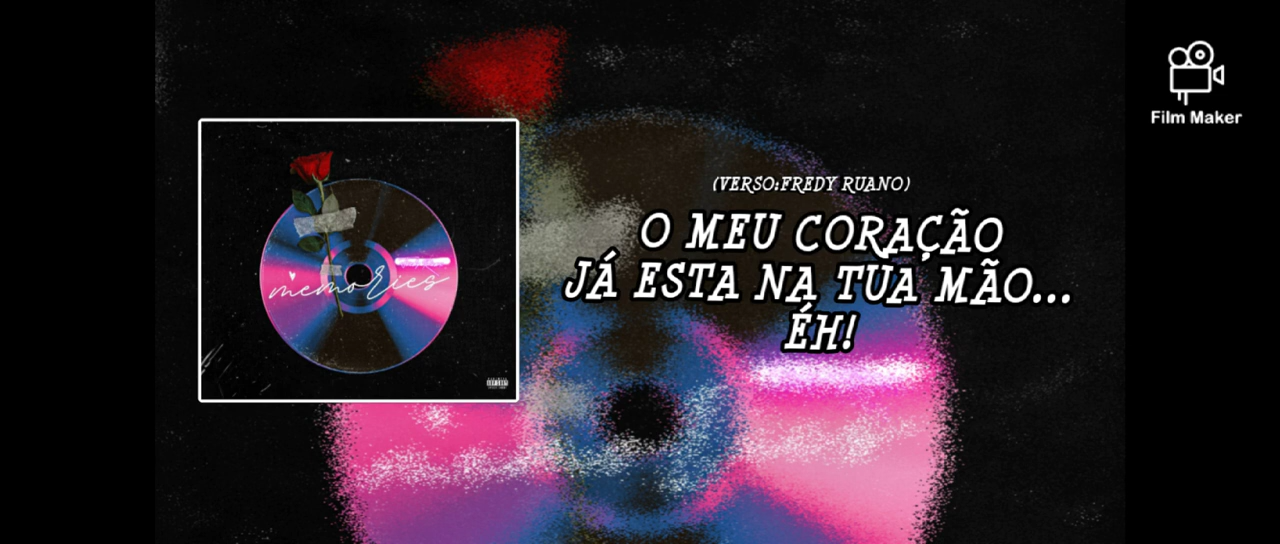 Film Maker
(VERSO:FREDY RUANO)
O MEU CORAÇÃO
JÁ ESTA NA TUA MÃO...
ÉH!
memories